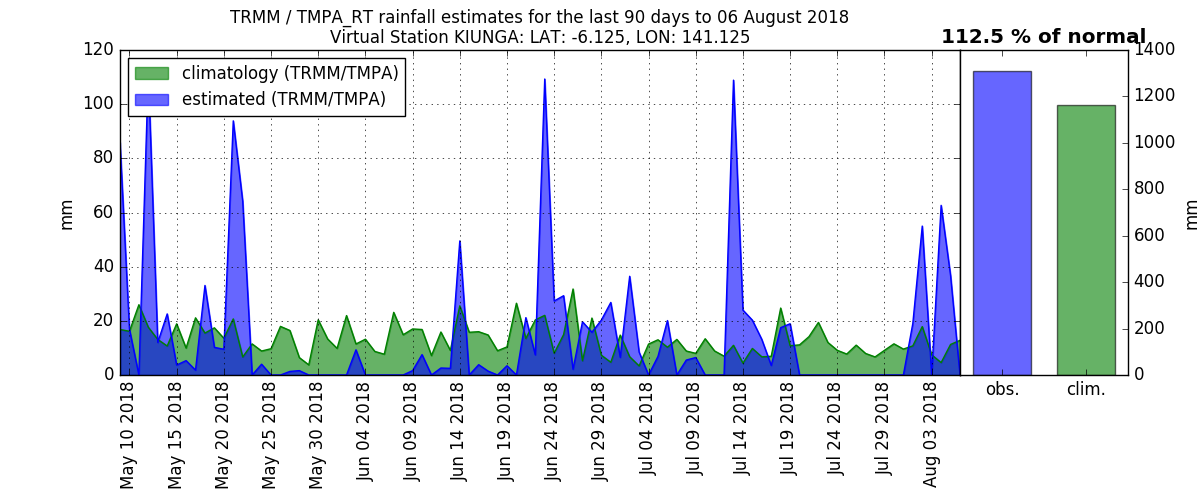 TRMM / TMPA_RT rainfall estimates for the last 90 days to 06 August 2018
Virtual Station KIUNGA: LAT: -6.125, LON: 141.125
112.5 % of normal
climatology (TRMM/TMPA)
estimated (TRMM/TMPA)
mm
120
100
80
60
40
20
0
May 10 2018
May 15 2018
May 20 2018
May 25 2018
May 30 2018
Jun 04 2018
Jun 09 2018
Jun 14 2018
Jun 19 2018
Jun 24 2018
Jun 29 2018
Jul 04 2018
Jul 09 2018
Jul 14 2018
Jul 19 2018
Jul 24 2018
Jul 29 2018
Aug 03 2018
obs.
clim.
1400
1200
1000
800
600
400
200
0
mm